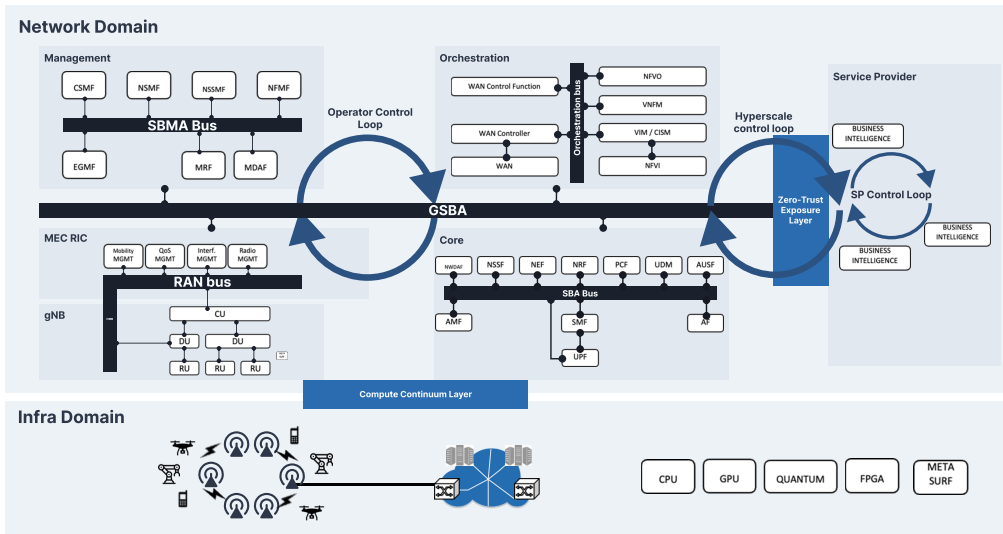 Network Domain
Management
CSMF
NSMF
NSSMF
NFMF
SBMA Bus
EGMF
MRF
MDAF
Operator Control
Loop
Orchestration
WAN Control Function
WAN Controller
WAN
Orchestration bus
NFVO
VNFM
VIM / CISM
NFVI
Hyperscale
control loop
Service Provider
BUSINESS
INTELLIGENCE
SP Control Loop
BUSINESS
INTELLIGENCE
BUSINESS
INTELLIGENCE
Zero-Trust
Exposure
Layer
GSBA
MEC RIC
Mobility
MGMT
QoS
MGMT
Interf.
MGMT
Radio
MGMT
RAN bus
gNB
CU
DU
DU
RU
RU
RU
Core
NWDAF
NSSF
NEF
NRF
PCF
UDM
AUSF
SBA Bus
AMF
SMF
AF
UPF
Compute Continuum Layer
Infra Domain
CPU
GPU
QUANTUM
FPGA
META
SURF